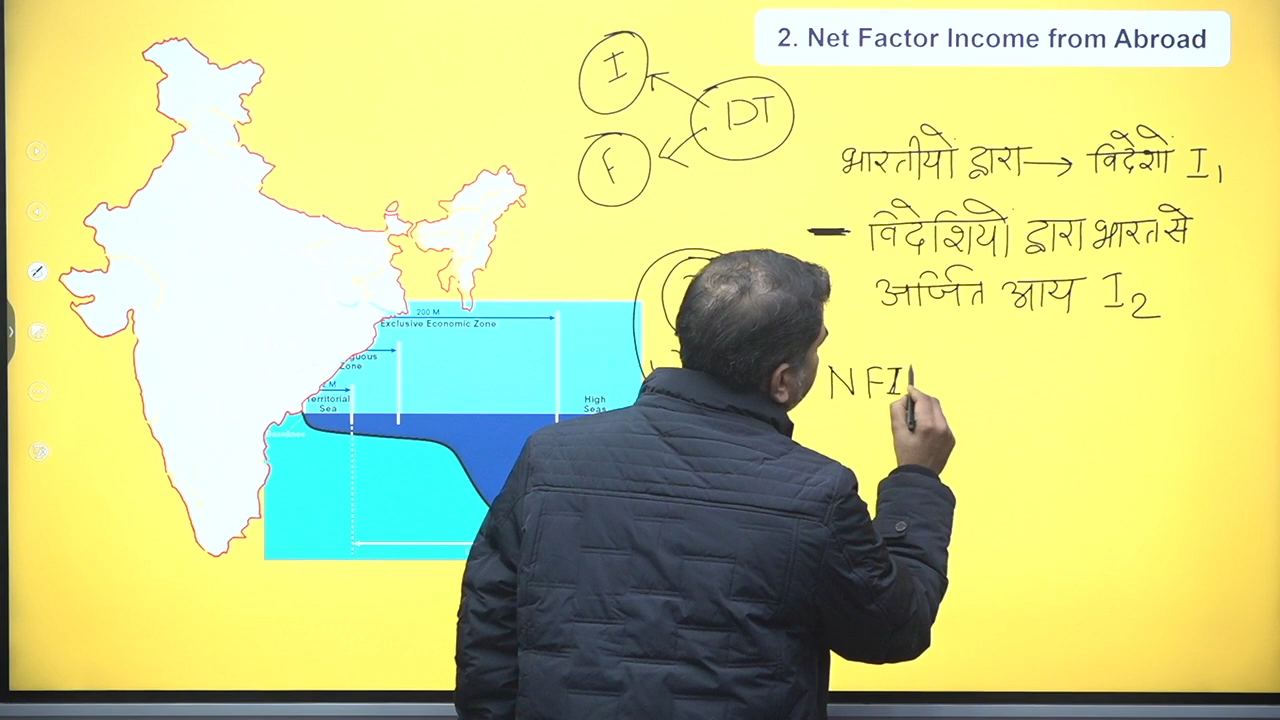 2. Net Factor Income from Abroad
I
DT
F
भारतीयों द्वारा → विदेशों I1
- विदेशियों द्वारा भारत से
अर्जित आय I2
NFI
200 M
Exclusive Economic Zone
Zone
Territorial
Sea
High
Seas